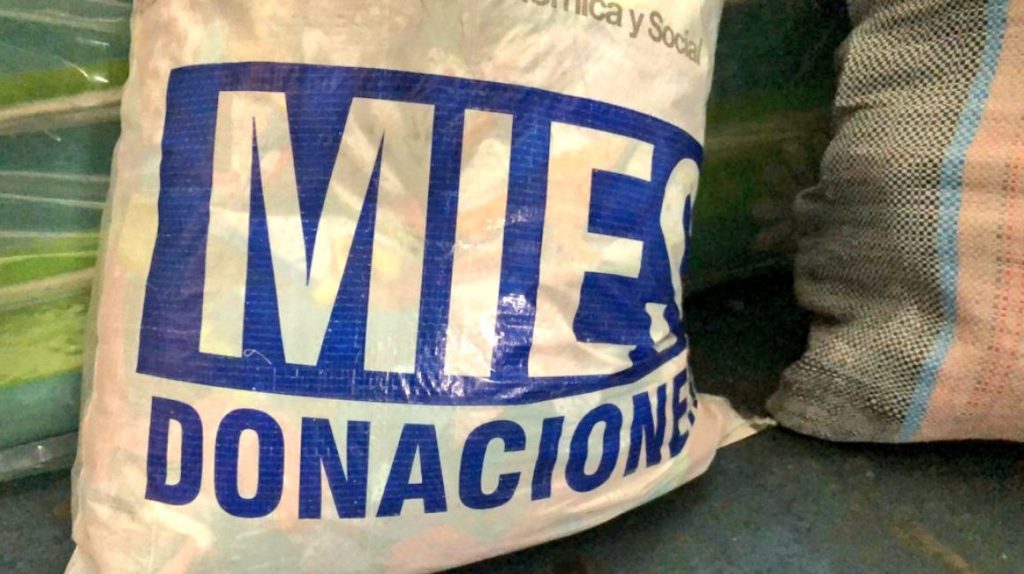 y Social
MIES
DONACIONES